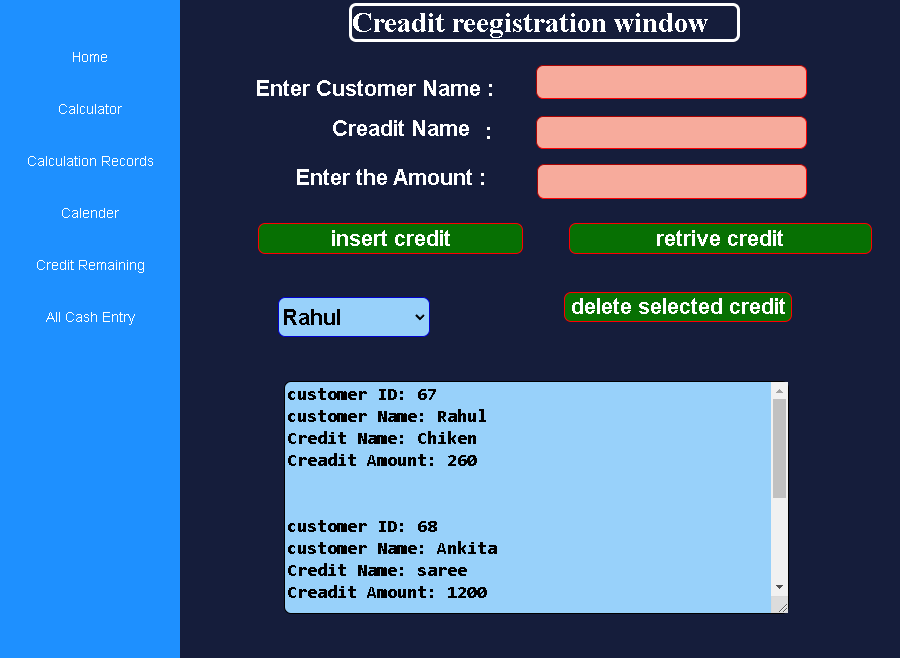 Creadit reegistration window
Home
Calculator
Calculation Records
Calender
Credit Remaining
All Cash Entry
Enter Customer Name :
Creadit Name :
Enter the Amount :
insert credit
retrive credit
Rahul
delete selected credit
customer ID: 67
customer Name: Rahul
Credit Name: Chiken
Creadit Amount: 260
customer ID: 68
customer Name: Ankita
Credit Name: saree
Creadit Amount: 1200